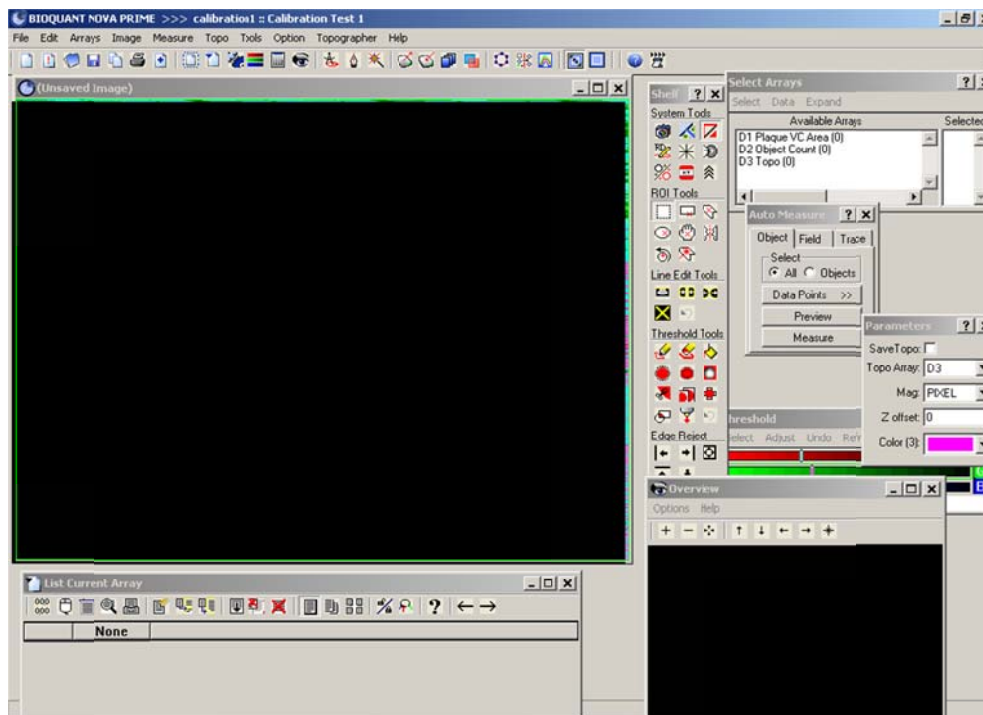 BIOQUANT NOVA PRIME >>> calibration1 :: Calibration Test 1
File Edit Arrays Image Measure Topo Tools Option Topographer Help
(Unsaved Image)
Shelf
System Tools
ROI Tools
Line Edit Tools
Threshold Tools
Edge Reject
Select Arrays
Select Data Expand
Available Arrays Selected
D1 Plaque VC Area (0)
D2 Object Count (0)
D3 Topo (0)
Auto Measure
Object Field Trace
Select
All Objects
Data Points >>
Preview
Measure
Parameters
SaveTopo:
Topo Array: D3
Mag: PIXEL
Z offset: 0
Color (3):
hreshold
elect Adjust Undo
Overview
Options Help
List Current Array
None